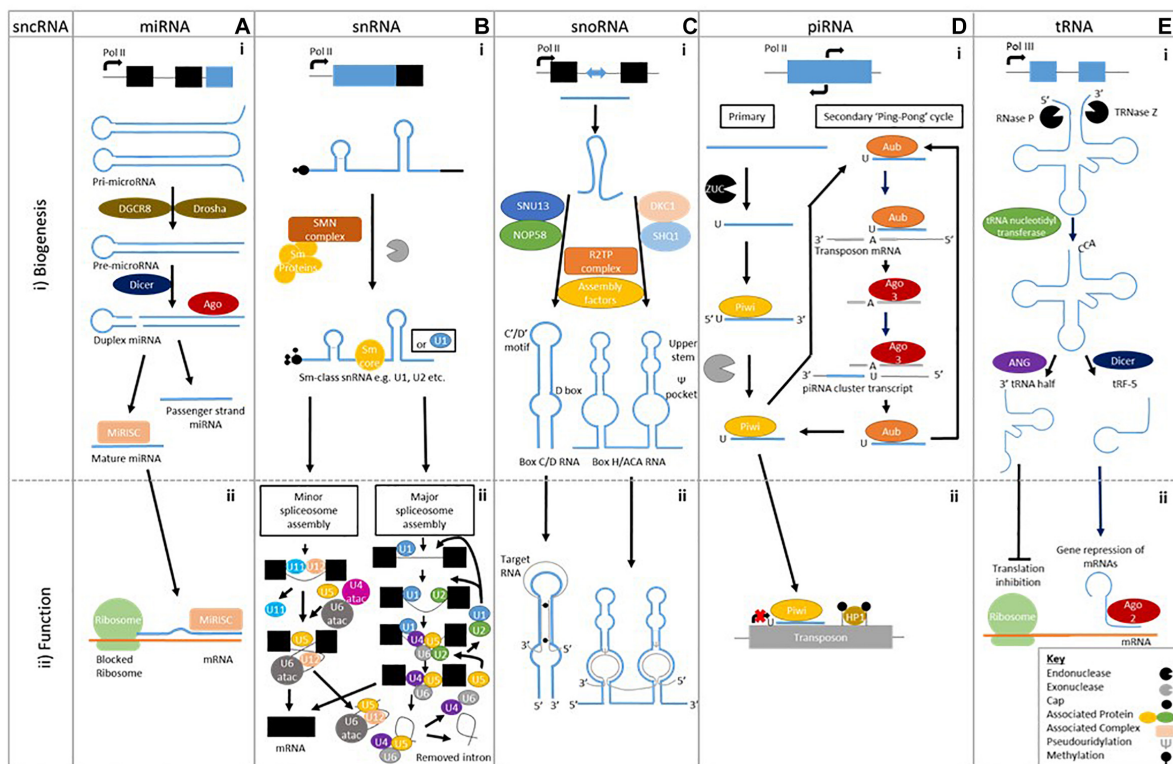 sncRNA
miRNA
A
snRNA
B
snoRNA
C
piRNA
D
tRNA
E
i) Biogenesis
i
Pol II
Pri-microRNA
DGCR8
Drosha
Pre-microRNA
Dicer
Ago
Duplex miRNA
Passenger strand
miRNA
MiRISC
Mature miRNA
i
Pol II
SMN
complex
Sm
Proteins
Sm
core
or U1
Sm-class snRNA e.g. U1, U2 etc.
i
Pol II
SNU13
NOP58
DKC1
SHQ1
R2TP
complex
Assembly
factors
C'/D'
motif
D box
Upper
stem
Ψ
pocket
Box C/D RNA
Box H/ACA RNA
i
Pol II
Primary
Secondary 'Ping-Pong' cycle
ZUC
U
5' U
Piwi
3'
Piwi
U
Aub
U
Aub
U
3'
A
5'
Transposon mRNA
Ago
3
A
Ago
3
A
3'
U
5'
piRNA cluster transcript
Aub
U
i
Pol III
5'
3'
RNase P
TRNase Z
tRNA nucleotidyl
transferase
CCA
ANG
Dicer
3' tRNA half
tRF-5
ii) Function
ii
Ribosome
MiRISC
Blocked
Ribosome
mRNA
ii
Minor
spliceosome
assembly
Major
spliceosome
assembly
U1
U11
U12
U5
U4
atac
U11
U6
atac
U1
U2
U1
U2
U5
U12
U6
atac
U1
U4
U5
U6
U2
U4
U5
U6
U5
U6
U4
U5
U12
U6
atac
U4
U5
U6
mRNA
Removed intron
ii
Target
RNA
3'
5'
5'
3'
3'
5'
5'
3'
ii
Piwi
HP1
Transposon
ii
Translation
inhibition
Gene repression of
mRNAs
Ribosome
Ago
2
mRNA
Key
Endonuclease
Exonuclease
Cap
Associated Protein
Associated Complex
Pseudouridylation Ψ
Methylation